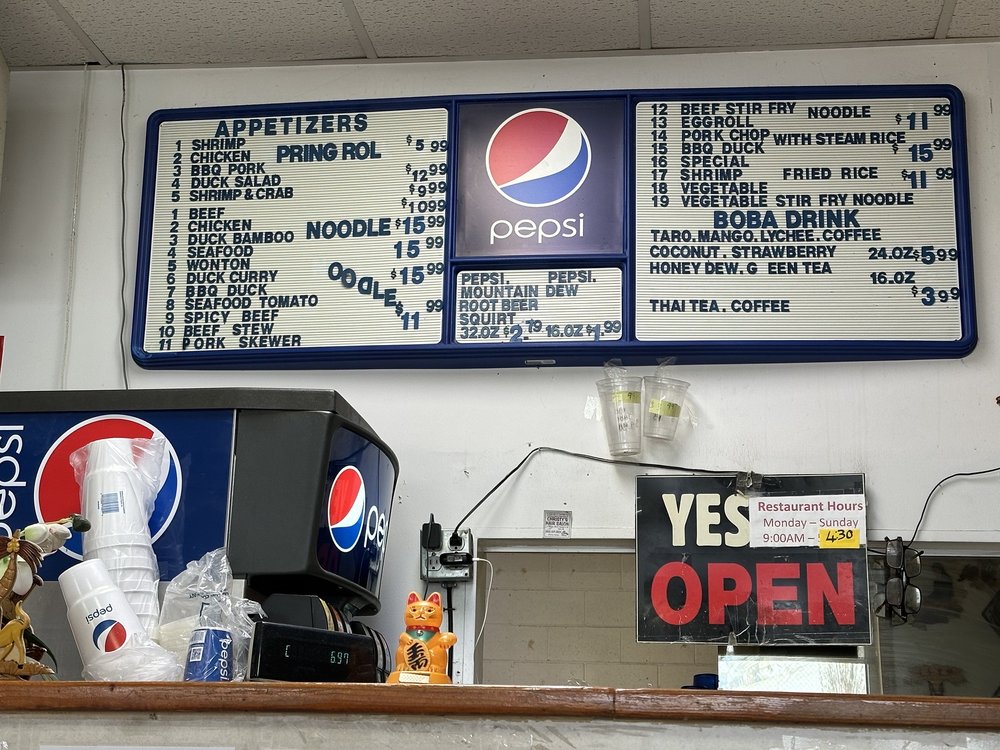 APPETIZERS
1 SHRIMP $5 99
2 CHICKEN PRING ROL
3 BBQ PORK $12 99
4 DUCK SALAD $9 99
5 SHRIMP & CRAB $10 99
1 BEEF
2 CHICKEN NOODLE $15 99
3 DUCK BAMBOO
4 SEAFOOD 15 99
5 WONTON
6 DUCK CURRY OODLE $15 99
7 BBQ DUCK
8 SEAFOOD TOMATO
9 SPICY BEEF $11 99
10 BEEF STEW
11 PORK SKEWER
pepsi
PEPSI. PEPSI.
MOUNTAIN DEW
ROOT BEER
SQUIRT
32.OZ $2.79 16.OZ $1.99
12 BEEF STIR FRY NOODLE $11 99
13 EGGROLL
14 PORK CHOP WITH STEAM RICE
15 BBQ DUCK $15 99
16 SPECIAL
17 SHRIMP FRIED RICE $11 99
18 VEGETABLE
19 VEGETABLE STIR FRY NOODLE
BOBA DRINK
TARO.MANGO.LYCHEE.COFFEE
COCONUT. STRAWBERRY 24.OZ $5 99
HONEY DEW.G EEN TEA
16.OZ
$3 99
THAI TEA. COFFEE
YES
OPEN
Restaurant Hours
Monday – Sunday
9:00AM – 4:30
epsi
pepsi
pepsi
6.97